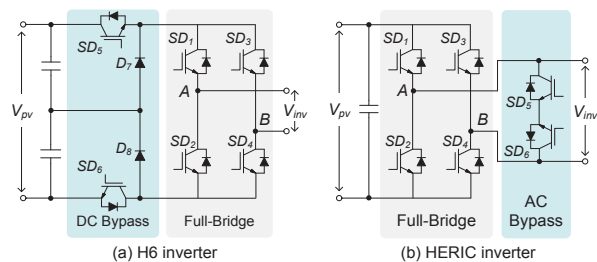 SD5
D7
SD1
SD3
Vpv
A
Vinv
B
D8
SD6
SD2
SD4
DC Bypass
Full-Bridge
(a) H6 inverter
SD1
SD3
Vpv
A
SD5
Vinv
B
SD2
SD4
SD6
Full-Bridge
AC
Bypass
(b) HERIC inverter